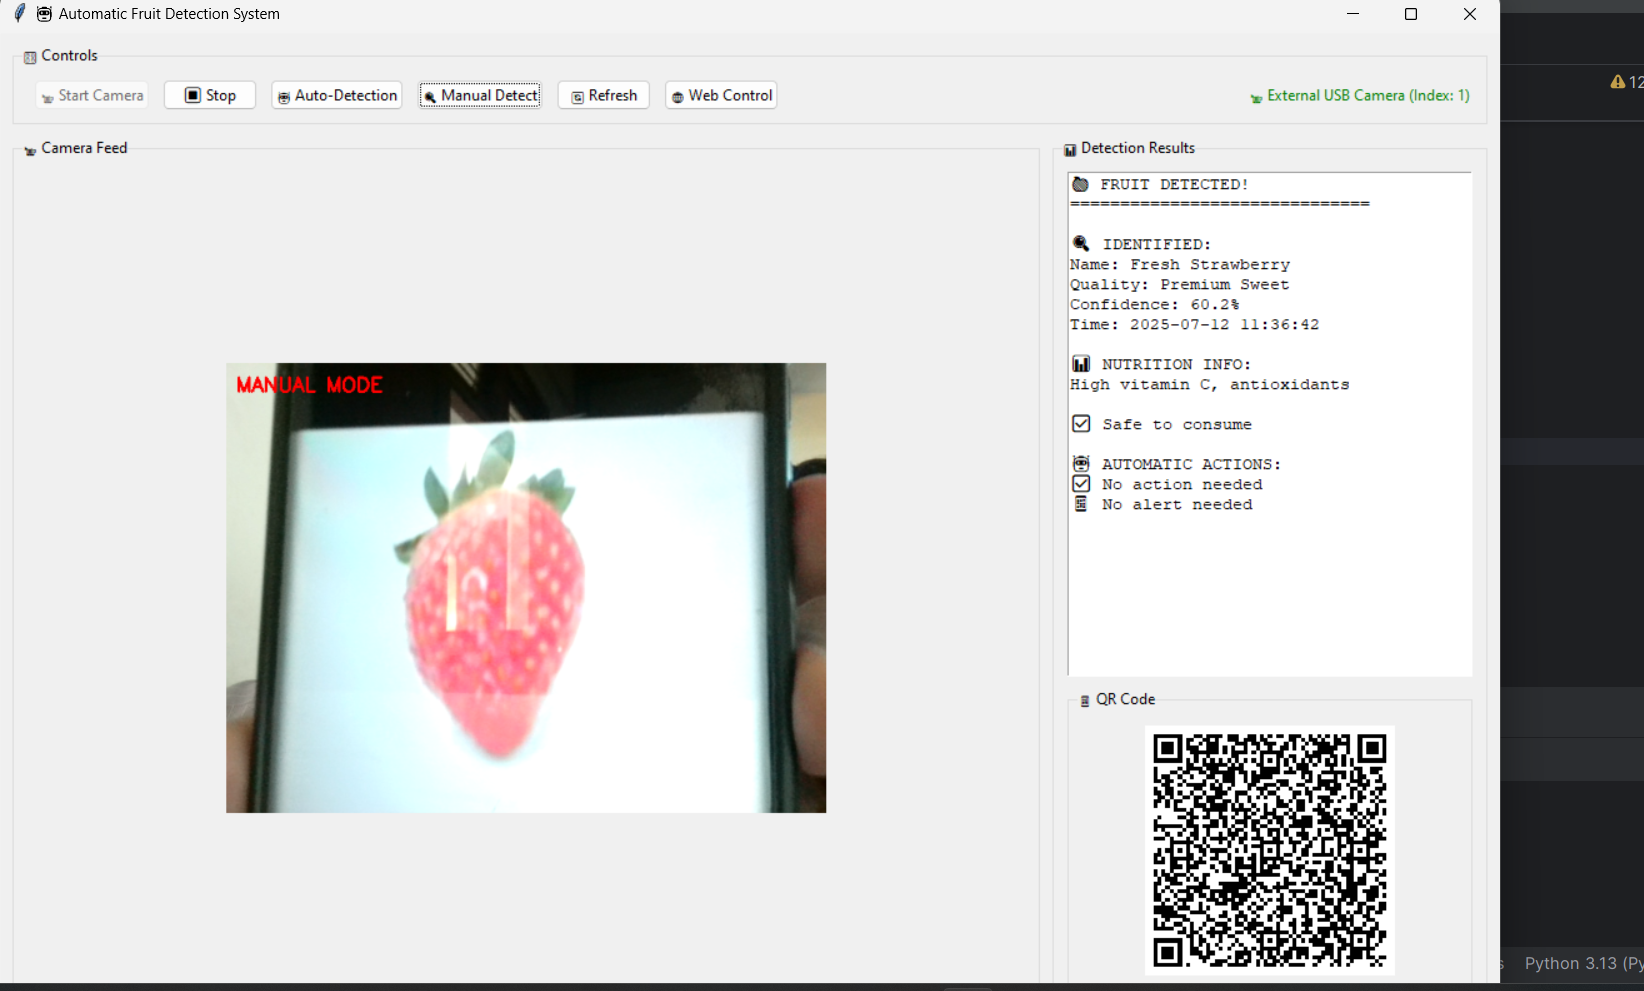 Automatic Fruit Detection System
Controls
Start Camera
Stop
Auto-Detection
Manual Detect
Refresh
Web Control
External USB Camera (Index: 1)
12
Camera Feed
MANUAL MODE
Detection Results
FRUIT DETECTED!
==============================
IDENTIFIED:
Name: Fresh Strawberry
Quality: Premium Sweet
Confidence: 60.2%
Time: 2025-07-12 11:36:42
NUTRITION INFO:
High vitamin C, antioxidants
Safe to consume
AUTOMATIC ACTIONS:
No action needed
No alert needed
QR Code
s
Python 3.13 (Py